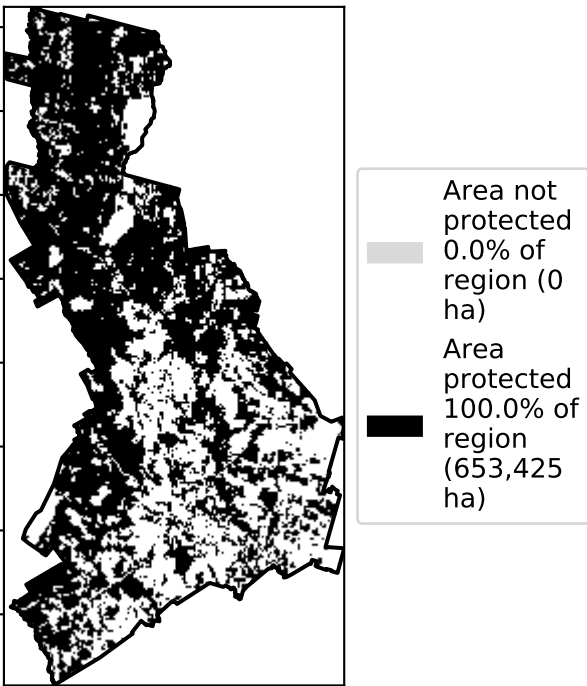 Area not
protected
0.0% of
region (0
ha)
Area
protected
100.0% of
region
(653,425
ha)